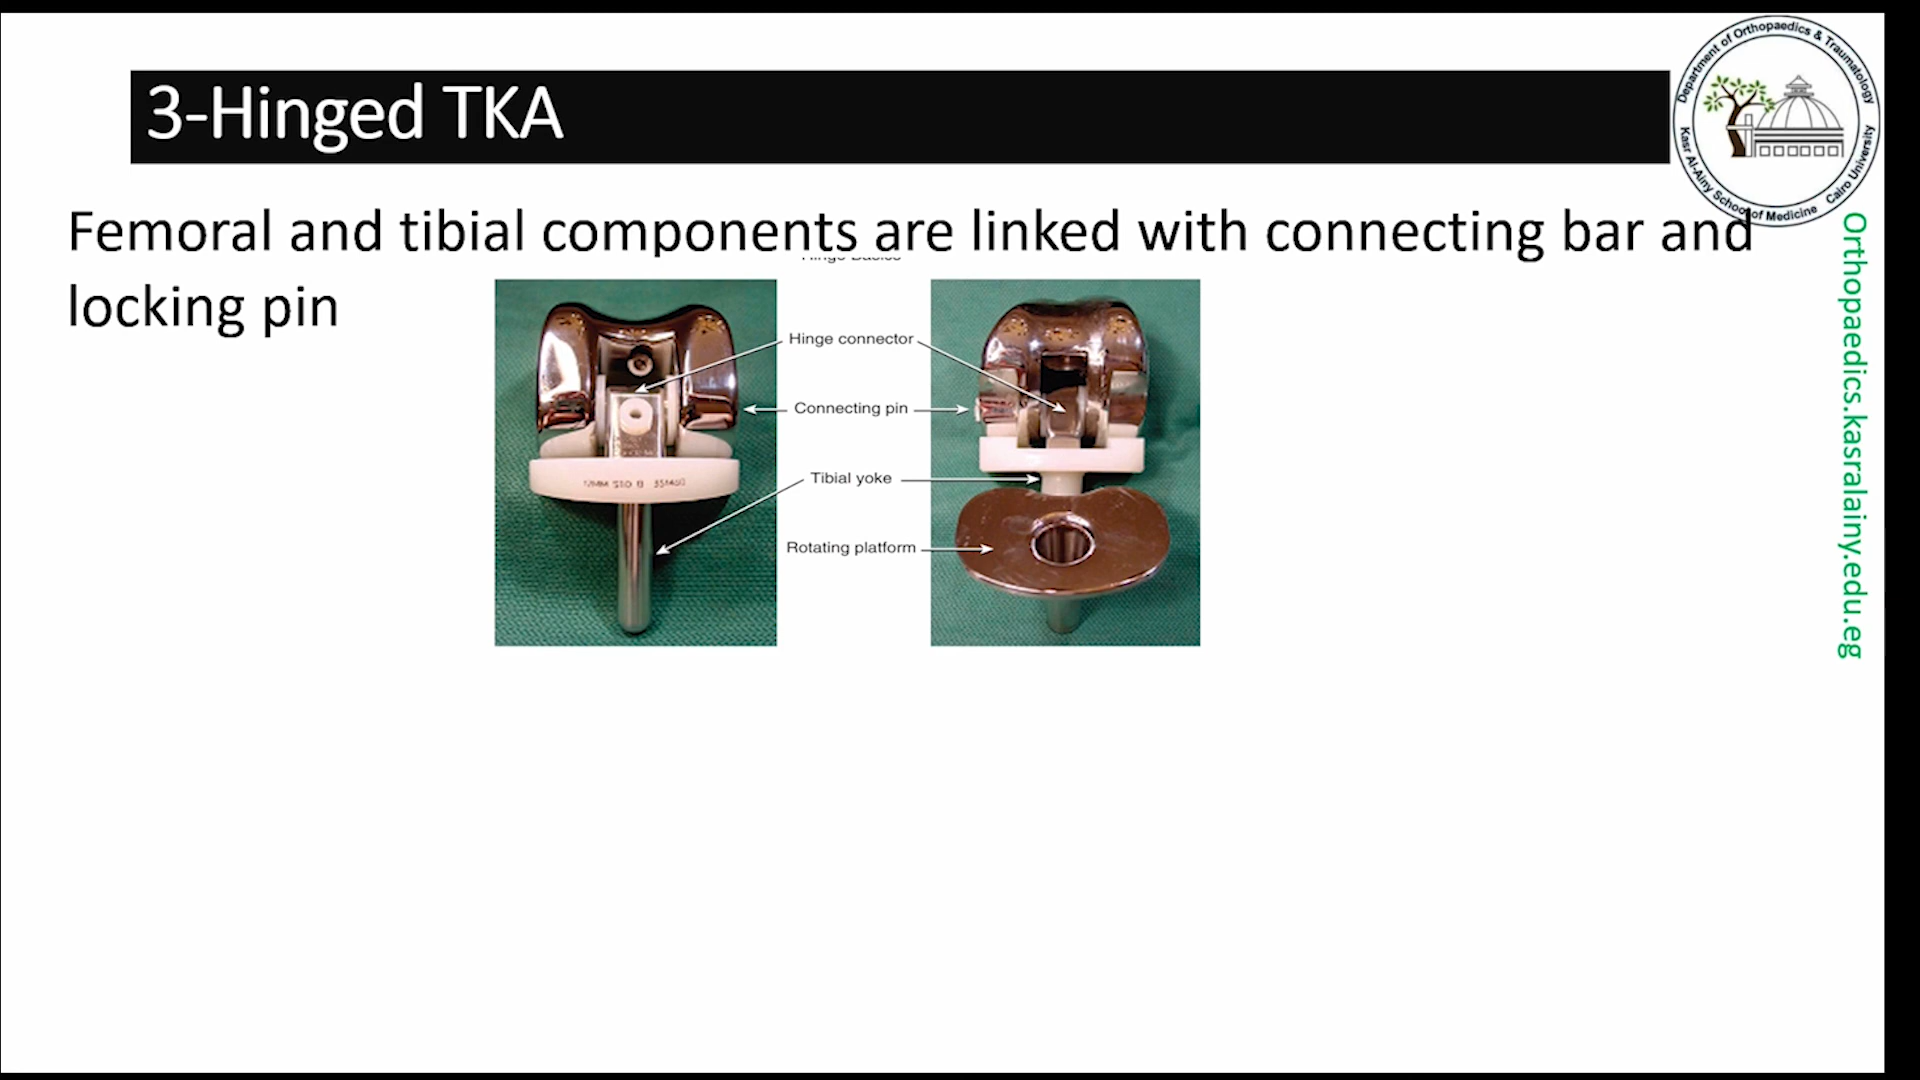 3-Hinged TKA
Department of Orthopaedics & Traumatology
Kasr Al-Ainy School of Medicine Cairo University
Femoral and tibial components are linked with connecting bar and
locking pin
Hinge connector
Connecting pin
Tibial yoke
Rotating platform
Orthopaedics.kasralainy.edu.eg